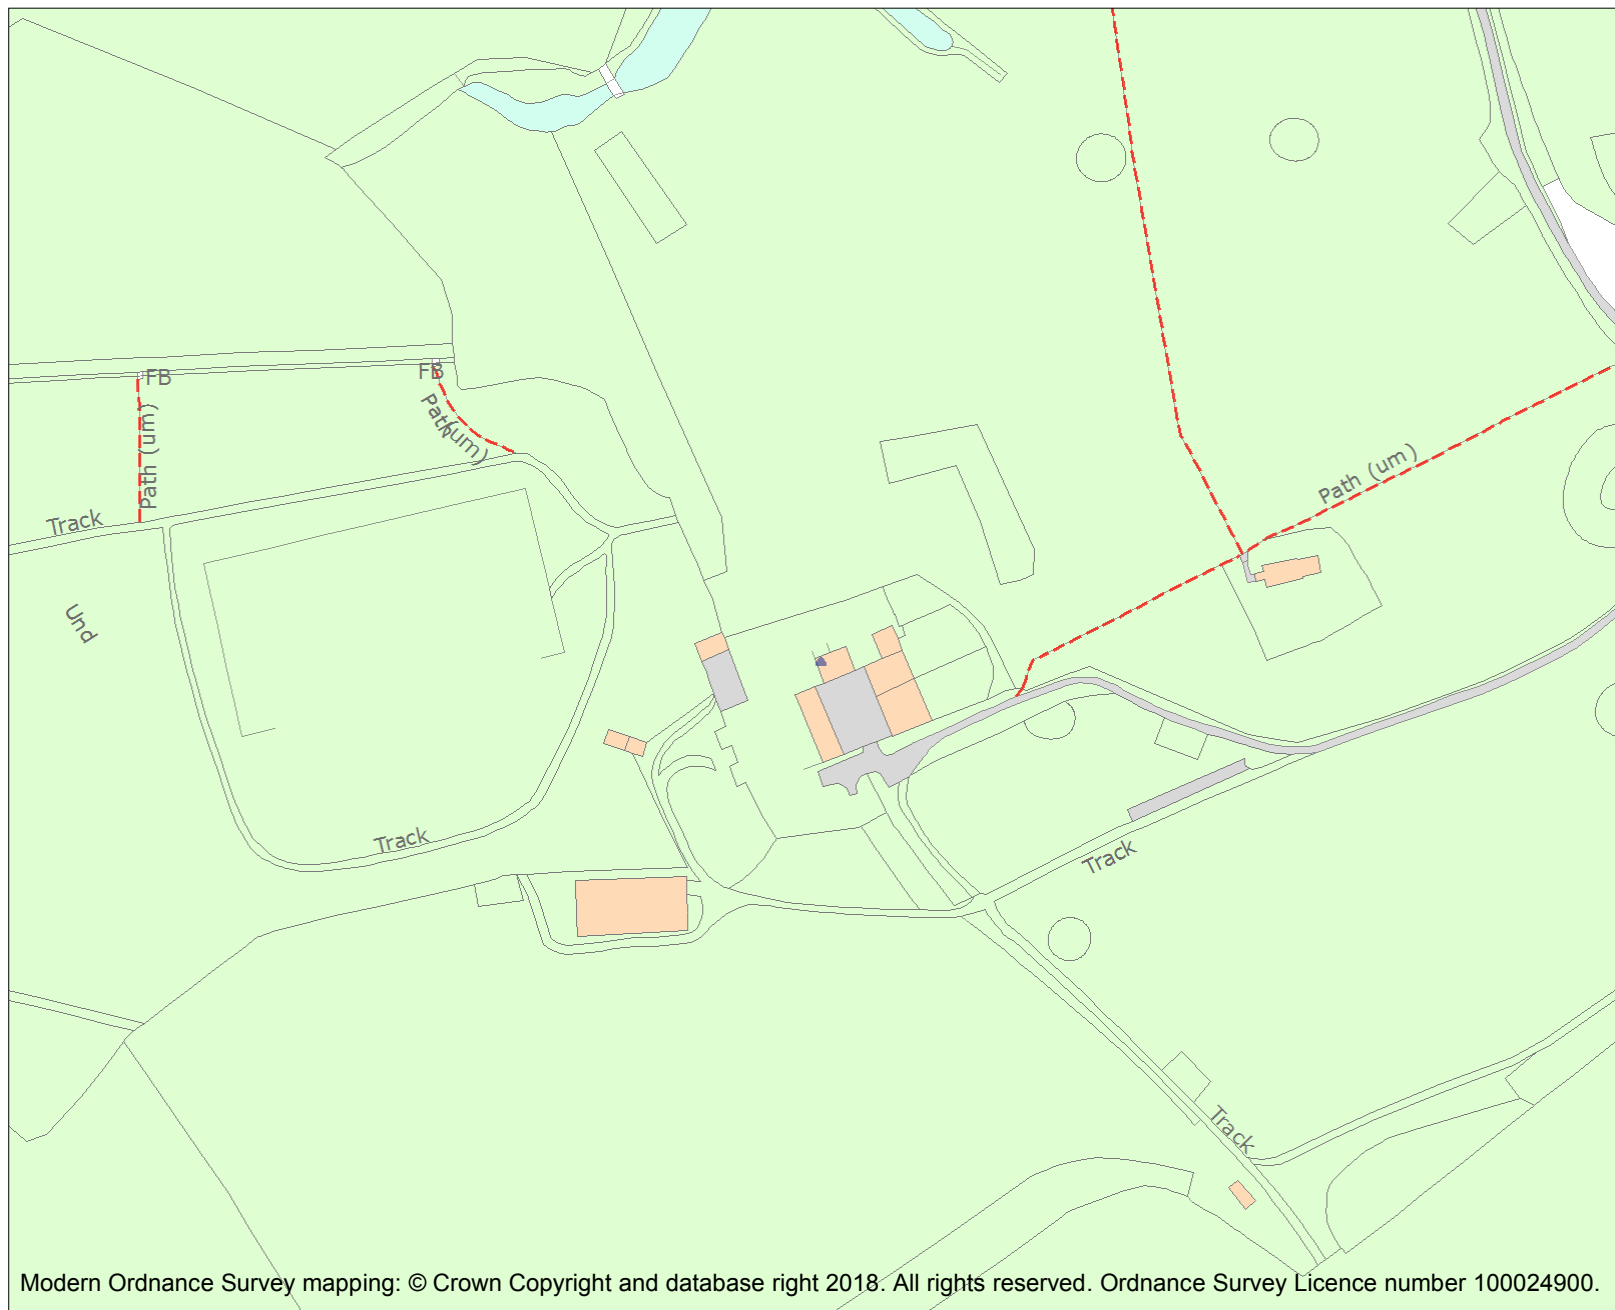 FB
FB
Path (um)
Path (um)
Path (um)
Track
Und
Track
Track
Track
Modern Ordnance Survey mapping: © Crown Copyright and database right 2018. All rights reserved. Ordnance Survey Licence number 100024900.